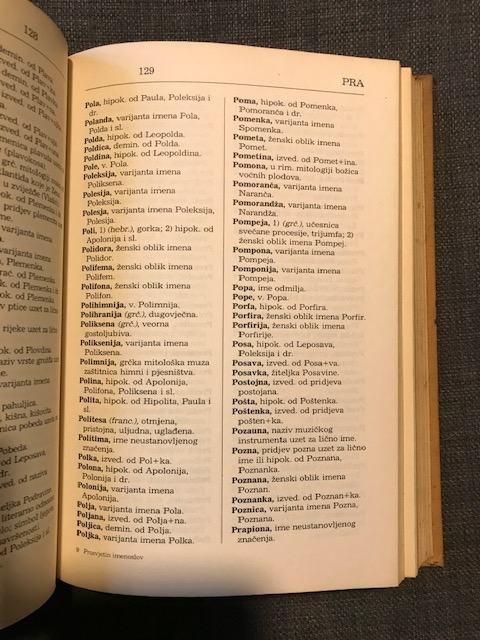 128
demin. od Plava
129
PRA
Pola, hipok. od Paula, Poleksija i
dr.
Polanda, varijanta imena Pola,
Polda i sl.
Polda, hipok. od Leopolda.
Poldica, demin. od Polda.
Poldina, hipok. od Leopoldina.
Pole, v. Pola.
Poleksija, varijanta imena
Poliksena.
Polesija, varijanta imena
Polesja, varijanta imena Poleksija,
Polesija.
Poli, 1) (hebr.), gorka; 2) hipok. od
Apolonija i sl.
Polidora, ženski oblik imena
Polidor.
Polifema, ženski oblik imena
Polifem.
Polifona, ženski oblik imena
Polifon.
Polihimnija, v. Polimnija.
Polihranija (grč.), dugovječna.
Poliksena (grč.), veorna
gostoljubiva.
Poliksenija, varijanta imena
Poliksena.
Polimnija, grčka mitološka muza
zaštitnica himni i pjesništva.
Polina, hipok. od Apolonija,
Polifona, Poliksena i sl.
Polita, hipok. od Hipolita, Paula i
sl.
Politesa (franc.), otmjena,
pristojna, uljudna, uglađena.
Politima, ime neustanovljenog
značenja.
Polka, izved. od Pol+ka.
Polona, hipok. od Apolonija,
Polonija i dr.
Polonija, varijanta imena
Apolonija.
Polja, varijanta imena Pola.
Poljana, izved. od Polja+na.
Poljica, demin. od Polja.
Poljka, varijanta imena Polka.
9 Prosvjetin imenoslov
Poma, hipok. od Pomenka,
Pomoranča i dr.
Pomenka, varijanta imena
Spomenka.
Pometa, ženski oblik imena
Pomet.
Pometina, izved. od Pomet+ina.
Pomona, u rim. mitologiji božica
voćnih plodova.
Pomoranča, varijanta imena
Naranča.
Pomorandža, varijanta imena
Narandža.
Pompeja, 1) (grč.), učesnica
svečane procesije, trijumfa; 2)
ženski oblik imena Pompej.
Pompona, varijanta imena
Pompeja.
Pomponija, varijanta imena
Pompeja.
Popa, ime odmilja.
Pope, v. Popa.
Porfa, hipok. od Porfira.
Porfira, ženski oblik imena Porfir.
Porfirija, ženski oblik imena
Porfirije.
Posa, hipok. od Leposava,
Poleksija i dr.
Posava, izved. od Posa+va.
Posavka, žiteljka Posavine.
Postojna, izved. od pridjeva
postojana.
Pošta, hipok. od Poštenka.
Poštenka, izved. od pridjeva
pošten+ka.
Pozauna, naziv muzičkog
instrumenta uzet za lično ime.
Pozna, pridjev pozna uzet za lično
ime ili hipok. od Poznana,
Poznanka.
Poznana, ženski oblik imena
Poznan.
Poznanka, izved. od Poznan+ka.
Poznica, varijanta imena Pozna,
Poznana.
Prapiona, ime neustanovljenog
značenja.